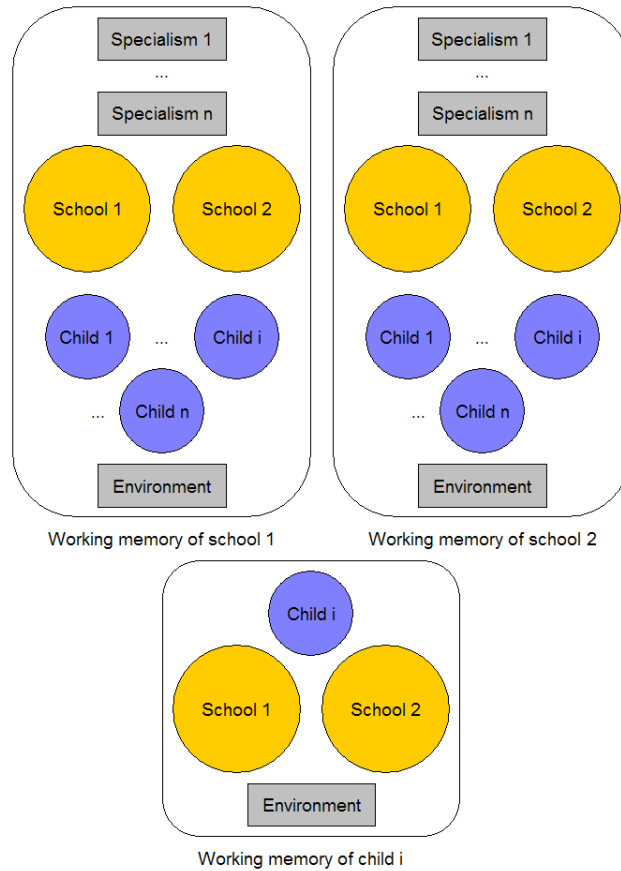 Specialism 1
...
Specialism n
School 1
School 2
Child 1
...
Child i
...
Child n
Environment
Working memory of school 1
Specialism 1
...
Specialism n
School 1
School 2
Child 1
...
Child i
...
Child n
Environment
Working memory of school 2
Child i
School 1
School 2
Environment
Working memory of child i